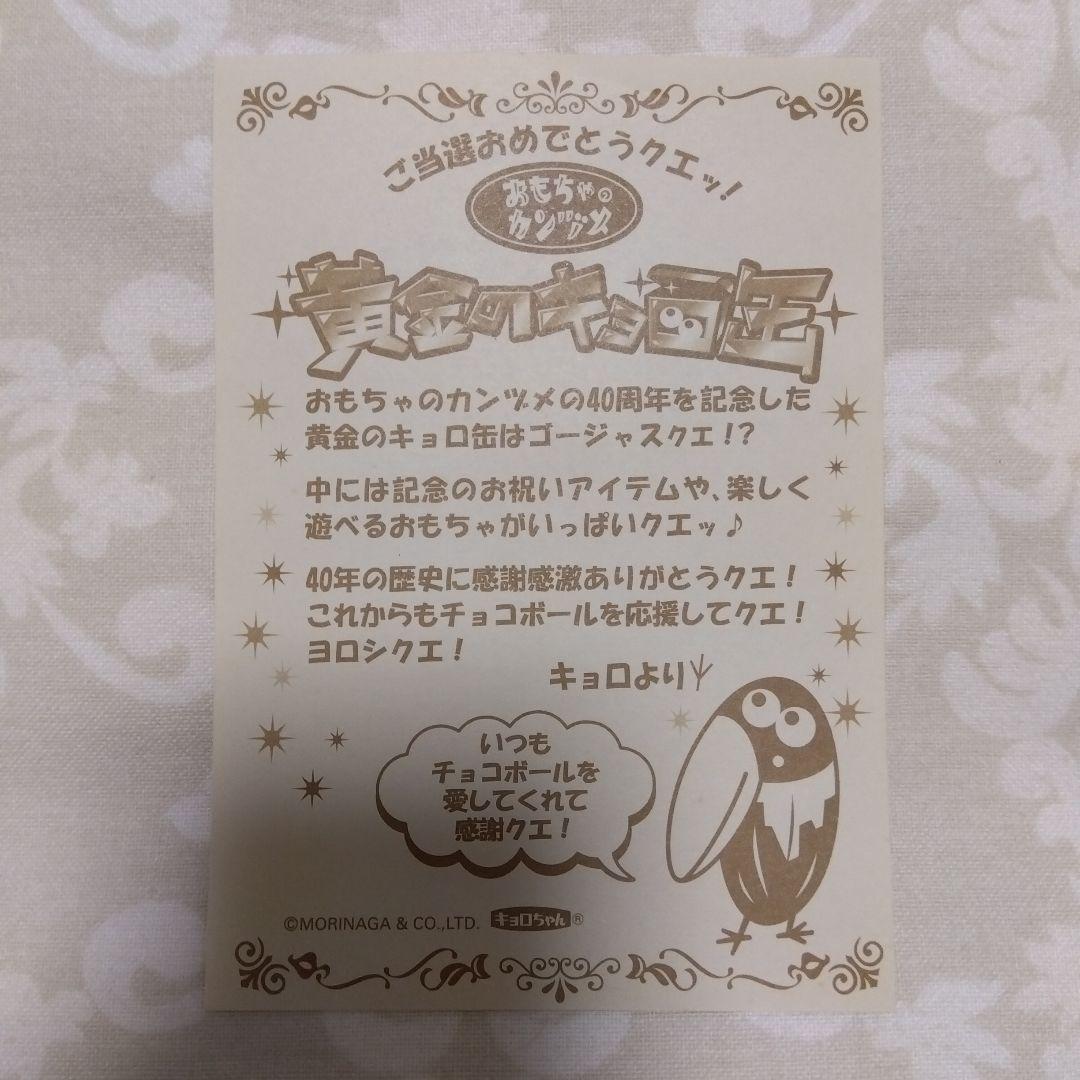 ご当選おめでとうクエッ!
おもちゃの
カンヅメ
黄金のキョロ缶
おもちゃのカンヅメの40周年を記念した
黄金のキョロ缶はゴージャスクエ!?
中には記念のお祝いアイテムや、楽しく
遊べるおもちゃがいっぱいクエッ♪
40年の歴史に感謝感激ありがとうクエ!
これからもチョコボールを応援してクエ!
ヨロシクエ!
キョロより
いつも
チョコボールを
愛してくれて
感謝クエ!
©MORINAGA & CO.,LTD. キョロちゃん®